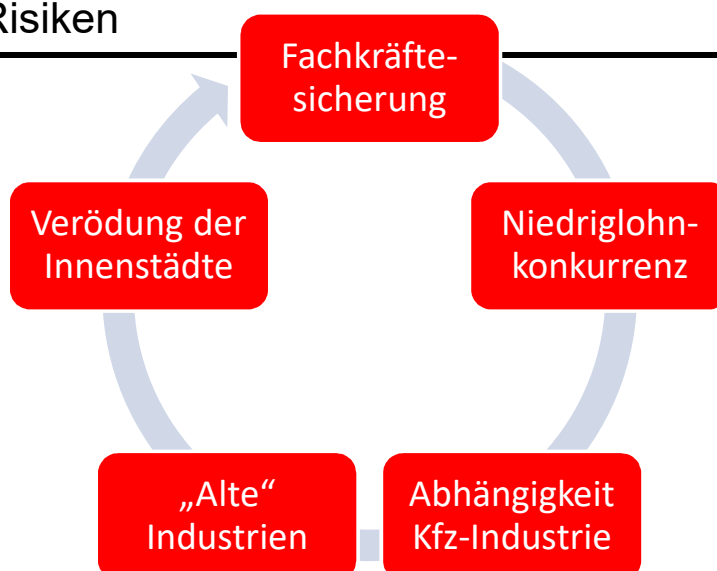 Risiken
Fachkräfte-
sicherung
Niedriglohn-
konkurrenz
Abhängigkeit
Kfz-Industrie
„Alte“
Industrien
Verödung der
Innenstädte